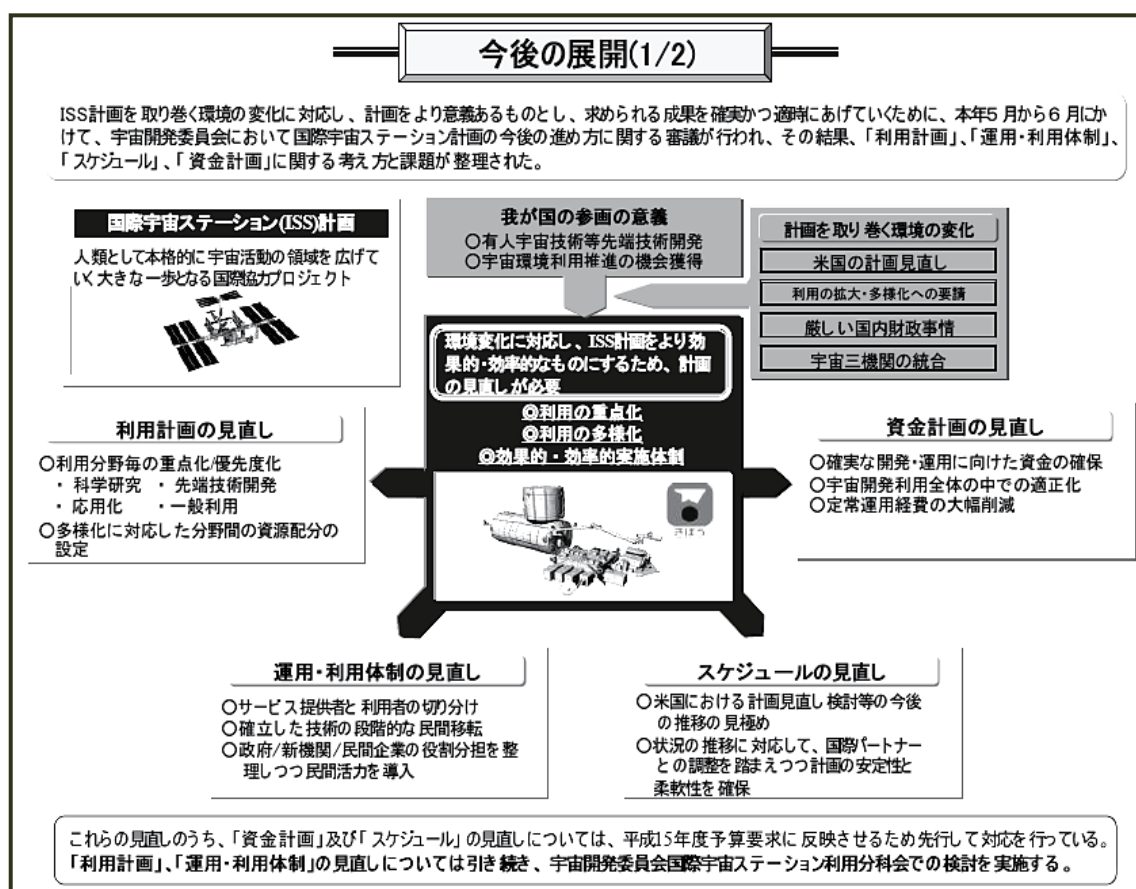 今後の展開(1/2)
ISS計画を取り巻く環境の変化に対応し、計画をより意義あるものとし、求められる成果を確実かつ適時にあげていくために、本年5月から6月にか
けて、宇宙開発委員会において国際宇宙ステーション計画の今後の進め方に関する審議が行われ、その結果、「利用計画」、「運用・利用体制」、
「スケジュール」、「資金計画」に関する考え方と課題が整理された。
国際宇宙ステーション(ISS)計画
人類として本格的に宇宙活動の領域を広げて
いく大きな一歩となる国際協力プロジェクト
我が国の参画の意義
○有人宇宙技術等先端技術開発
○宇宙環境利用推進の機会獲得
計画を取り巻く環境の変化
米国の計画見直し
利用の拡大・多様化への要請
厳しい国内財政事情
宇宙三機関の統合
環境変化に対応し、ISS計画をより効
果的・効率的なものにするため、計画
の見直しが必要
◎利用の重点化
◎利用の多様化
◎効果的・効率的実施体制
きぼう
利用計画の見直し
○利用分野毎の重点化/優先度化
・科学研究 ・先端技術開発
・応用化 ・一般利用
○多様化に対応した分野間の資源配分の
設定
資金計画の見直し
○確実な開発・運用に向けた資金の確保
○宇宙開発利用全体の中での適正化
○定常運用経費の大幅削減
運用・利用体制の見直し
○サービス提供者と利用者の切り分け
○確立した技術の段階的な民間移転
○政府/新機関/民間企業の役割分担を整
理しつつ民間活力を導入
スケジュールの見直し
○米国における計画見直し検討等の今後
の推移の見極め
○状況の推移に対応して、国際パートナー
との調整を踏まえつつ計画の安定性と
柔軟性を確保
これらの見直しのうち、「資金計画」及び「スケジュール」の見直しについては、平成15年度予算要求に反映させるため先行して対応を行っている。
「利用計画」、「運用・利用体制」の見直しについては引き続き、宇宙開発委員会国際宇宙ステーション利用分科会での検討を実施する。